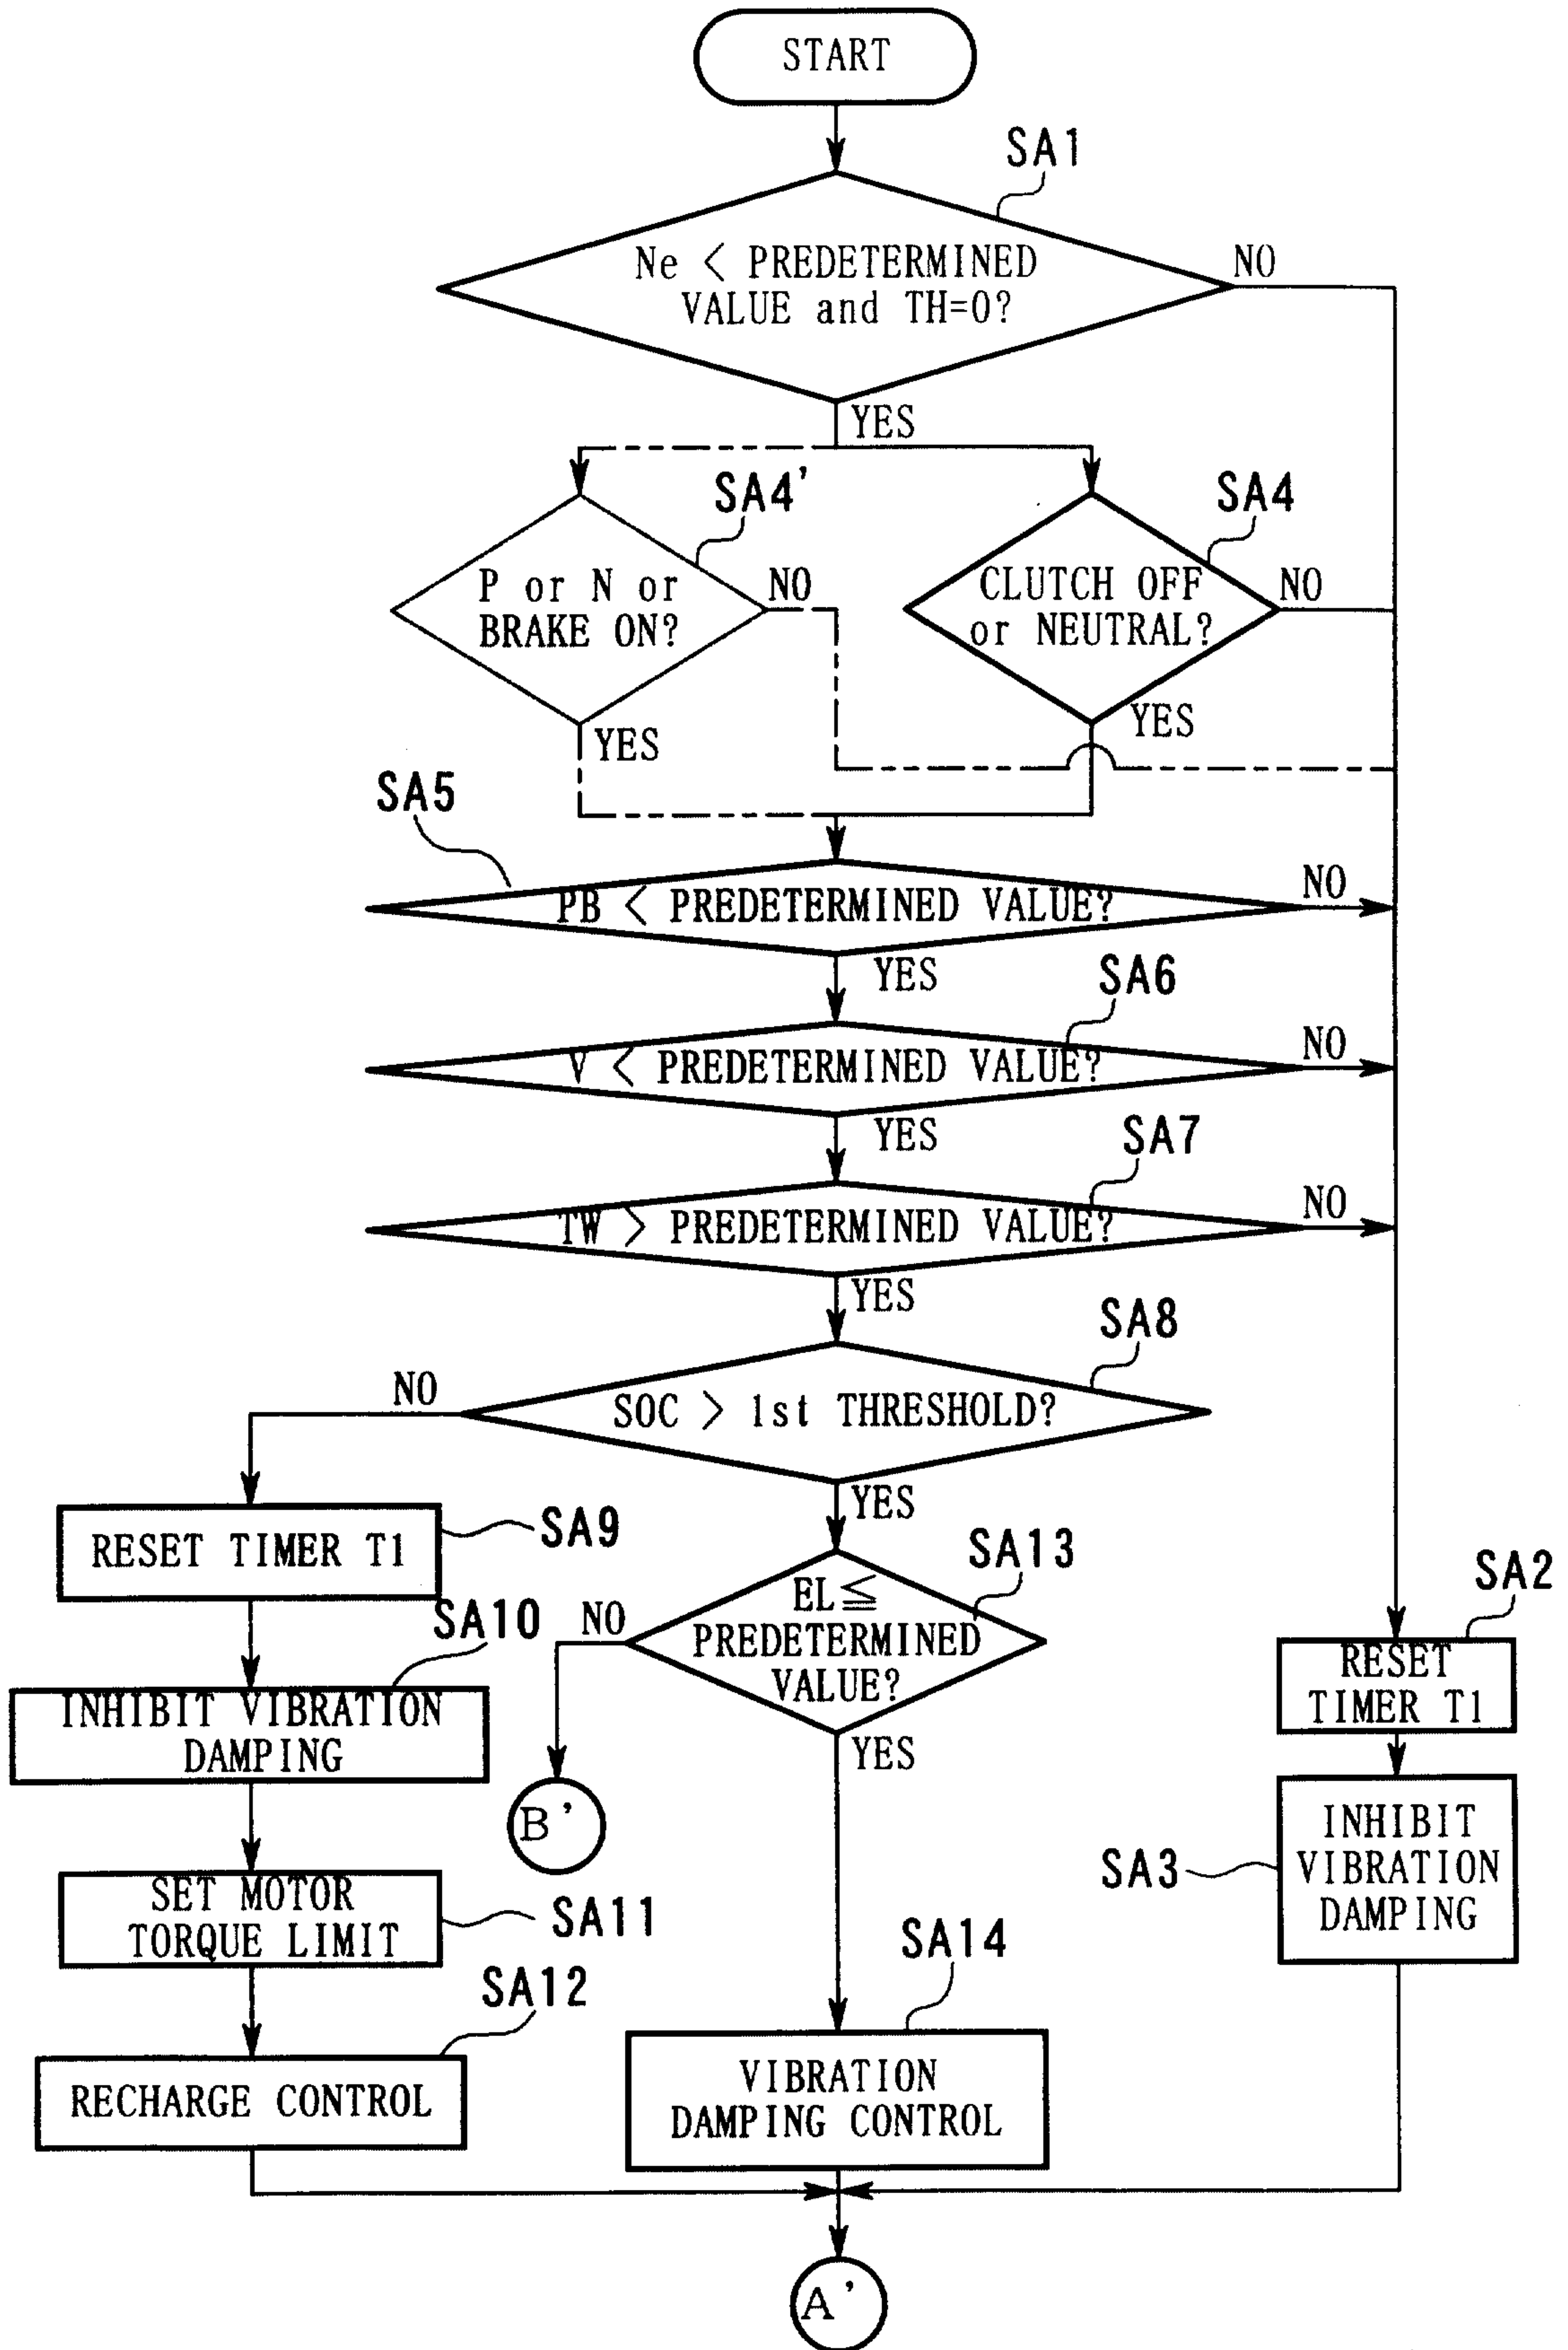 START
SA1
Ne < PREDETERMINED
VALUE and TH=0?
NO
YES
SA4'
SA4
P or N or
BRAKE ON?
NO
CLUTCH OFF
or NEUTRAL?
NO
YES
YES
SA5
PB < PREDETERMINED VALUE?
NO
YES
SA6
V < PREDETERMINED VALUE?
NO
YES
SA7
TW > PREDETERMINED VALUE?
NO
YES
SA8
SOC > 1st THRESHOLD?
NO
YES
RESET TIMER T1
SA9
SA13
EL≦
PREDETERMINED
VALUE?
NO
YES
SA2
RESET
TIMER T1
SA10
INHIBIT VIBRATION
DAMPING
B'
SA3
INHIBIT
VIBRATION
DAMPING
SET MOTOR
TORQUE LIMIT
SA11
SA14
SA12
RECHARGE CONTROL
VIBRATION
DAMPING CONTROL
A'